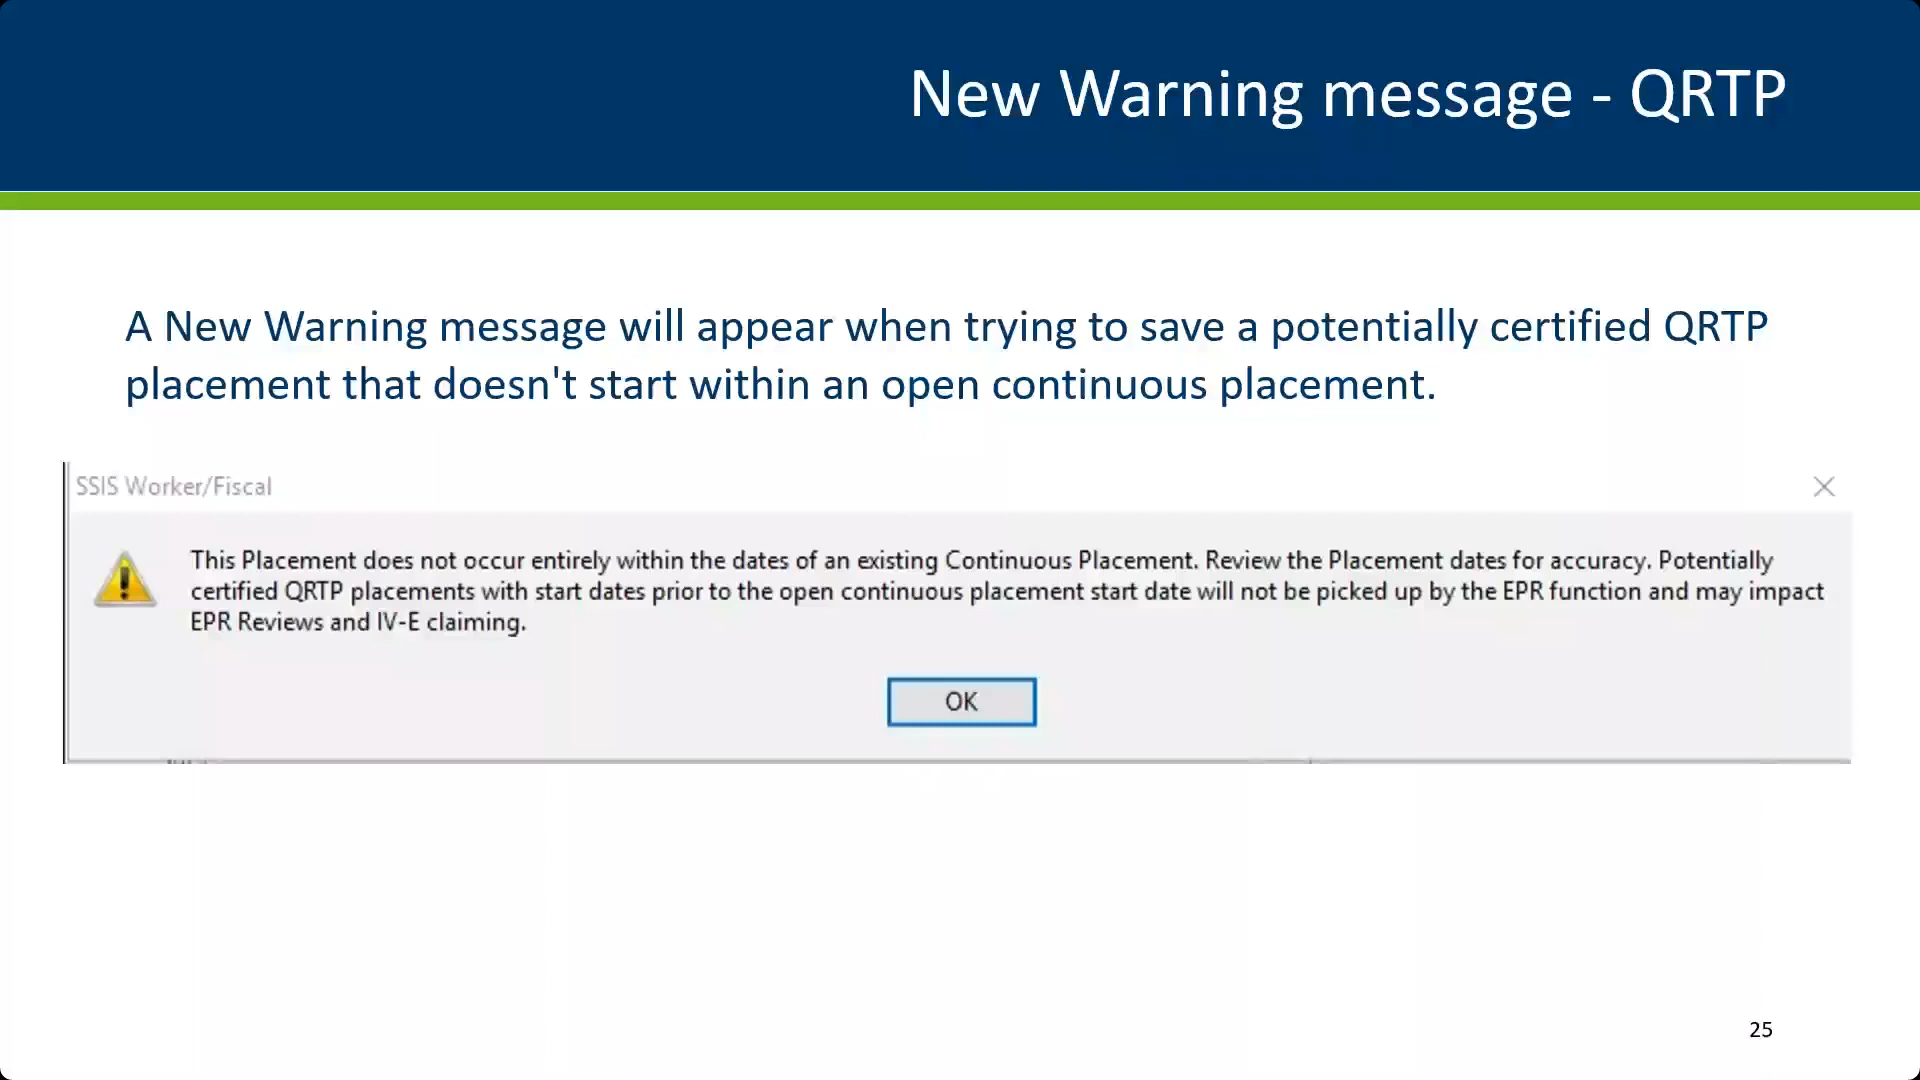 New Warning message - QRTP
A New Warning message will appear when trying to save a potentially certified QRTP
placement that doesn't start within an open continuous placement.
SSIS Worker/Fiscal
This Placement does not occur entirely within the dates of an existing Continuous Placement. Review the Placement dates for accuracy. Potentially
certified QRTP placements with start dates prior to the open continuous placement start date will not be picked up by the EPR function and may impact
EPR Reviews and IV-E claiming.
OK
25